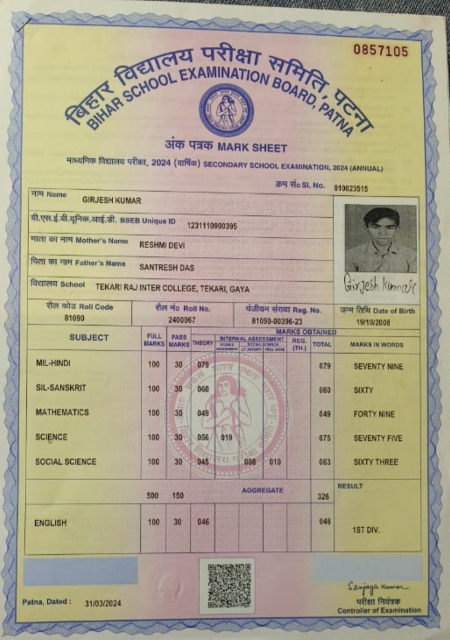 0857105
बिहार विद्यालय परीक्षा समिति, पटना
BIHAR SCHOOL EXAMINATION BOARD, PATNA
अंक पत्रक MARK SHEET
माध्यमिक विद्यालय परीक्षा, 2024 (वार्षिक) SECONDARY SCHOOL EXAMINATION, 2024 (ANNUAL)
क्रम सं० Sl. No. 819023515
नाम Name GIRJESH KUMAR
बी.एस.ई.बी.यूनिक.आई.डी. BSEB Unique ID 1231110900395
माता का नाम Mother's Name RESHMI DEVI
पिता का नाम Father's Name SANTRESH DAS
विद्यालय School TEKARI RAJ INTER COLLEGE, TEKARI, GAYA
Girjesh Kumar
रौल कोड Roll Code रौल नं० Roll No. पंजीयन संख्या Reg. No. जन्म तिथि Date of Birth
81090 2400067 81090-00396-23 19/10/2008
MARKS OBTAINED
SUBJECT FULL MARKS PASS MARKS THEORY INTERNAL ASSESSMENT REG. (TH.) TOTAL MARKS IN WORDS
MIL-HINDI 100 30 079 079 SEVENTY NINE
SIL-SANSKRIT 100 30 060 060 SIXTY
MATHEMATICS 100 30 049 049 FORTY NINE
SCIENCE 100 30 056 019 075 SEVENTY FIVE
SOCIAL SCIENCE 100 30 045 008 010 063 SIXTY THREE
500 150 AGGREGATE 326 RESULT
ENGLISH 100 30 046 046 1ST DIV.
Patna, Dated : 31/03/2024
Sanjaya Kumar
परीक्षा नियंत्रक
Controller of Examination